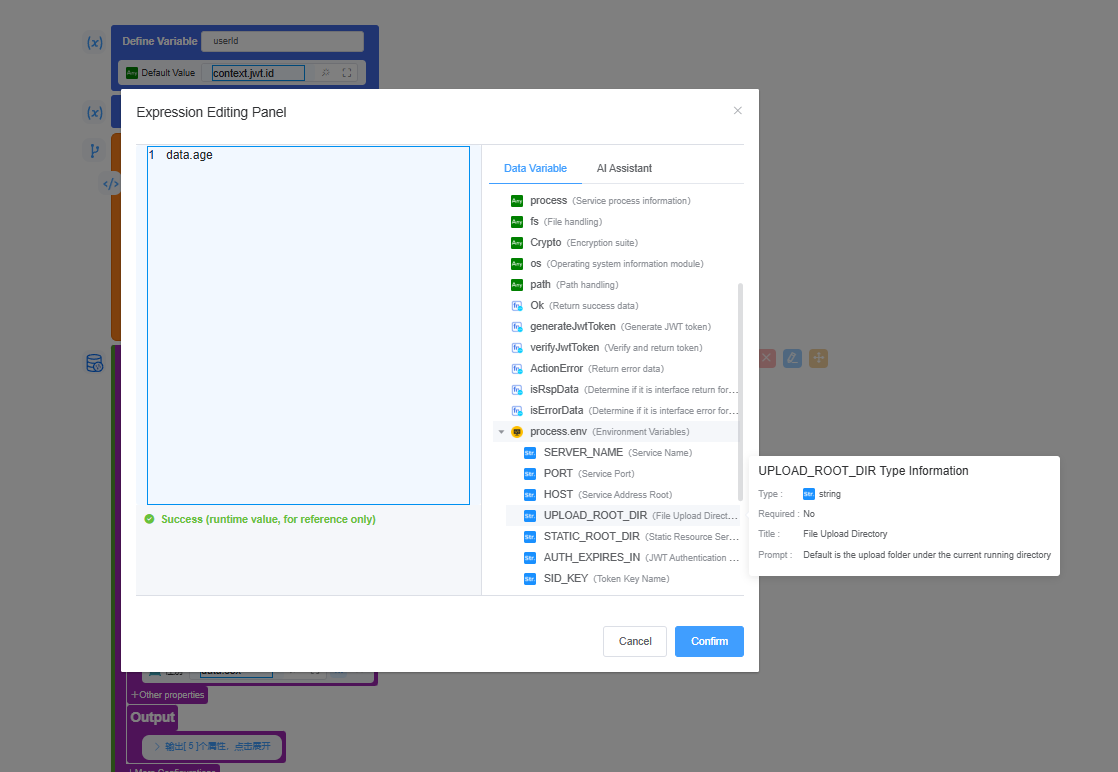 (x)
Define Variable
userId
Any Default Value
context.jwt.id
(x)
Expression Editing Panel
1 data.age
Success (runtime value, for reference only)
Data Variable
AI Assistant
Any process (Service process information)
Any fs (File handling)
Any Crypto (Encryption suite)
Any os (Operating system information module)
Any path (Path handling)
Ok (Return success data)
generateJwtToken (Generate JWT token)
verifyJwtToken (Verify and return token)
ActionError (Return error data)
isRspData (Determine if it is interface return for...
isErrorData (Determine if it is interface error for...
process.env (Environment Variables)
Str. SERVER_NAME (Service Name)
Str. PORT (Service Port)
Str. HOST (Service Address Root)
Str. UPLOAD_ROOT_DIR (File Upload Direct...
Str. STATIC_ROOT_DIR (Static Resource Ser...
Str. AUTH_EXPIRES_IN (JWT Authentication ...
Str. SID_KEY (Token Key Name)
Cancel
Confirm
UPLOAD_ROOT_DIR Type Information
Type : Str. string
Required : No
Title : File Upload Directory
Prompt : Default is the upload folder under the current running directory
</>
+Other properties
Output
输出[ 5 ]个属性，点击展开